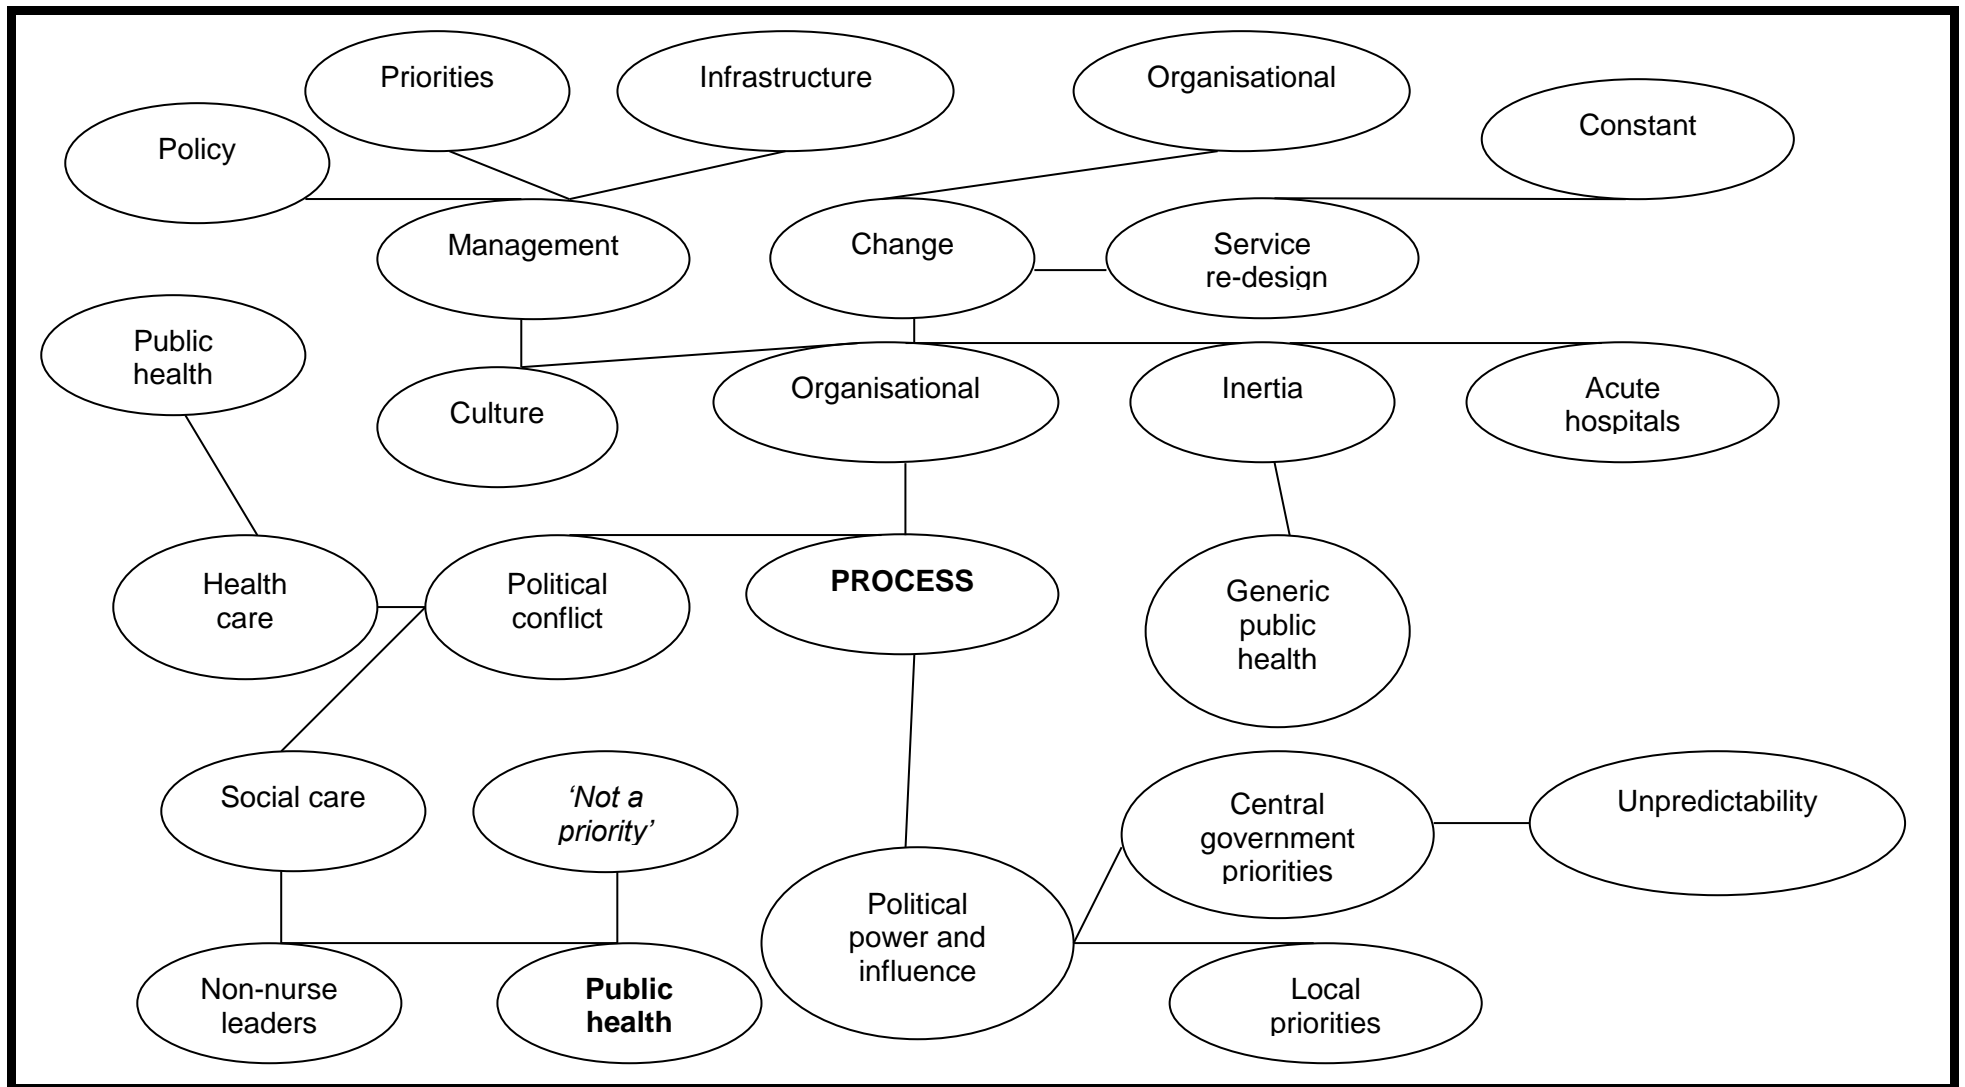 Priorities
Infrastructure
Organisational
Constant
Policy
Management
Change
Service
re-design
Public
health
Culture
Organisational
Inertia
Acute
hospitals
Health
care
Political
conflict
PROCESS
Generic
public
health
Social care
‘Not a
priority’
Central
government
priorities
Unpredictability
Political
power and
influence
Non-nurse
leaders
Public
health
Local
priorities